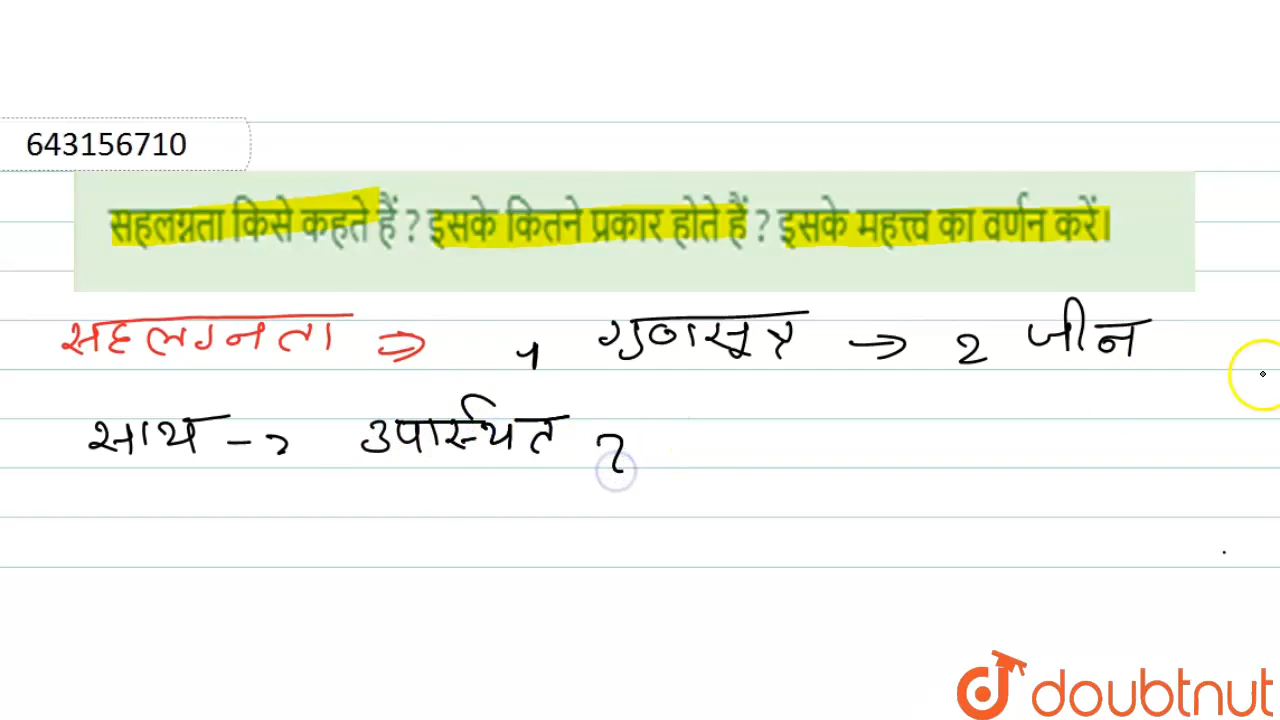 643156710
सहलग्नता किसे कहते हैं ? इसके कितने प्रकार होते हैं ? इसके महत्त्व का वर्णन करें।
सहलगनता ⇒ 1 गुणसूत्र → 2 जीन
साथ → उपस्थित
doubtnut